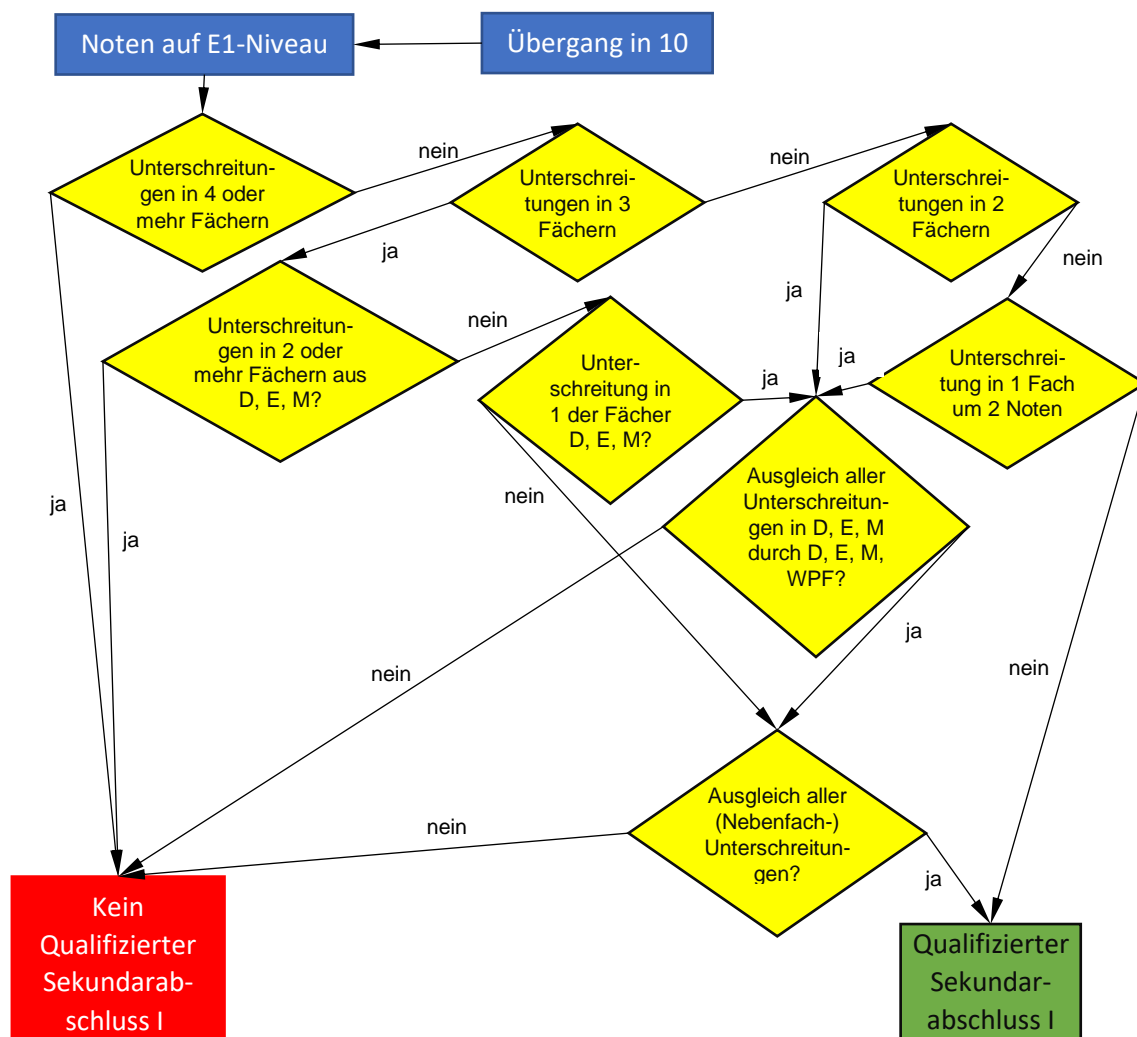 Noten auf E1-Niveau
Übergang in 10
Unterschreitun-
gen in 4 oder
mehr Fächern
nein
Unterschrei-
tungen in 3
Fächern
nein
Unterschrei-
tungen in 2
Fächern
ja
ja
nein
Unterschreitun-
gen in 2 oder
mehr Fächern aus
D, E, M?
nein
Unter-
schreitung in
1 der Fächer
D, E, M?
ja
ja
Unterschrei-
tung in 1 Fach
um 2 Noten
ja
ja
nein
Ausgleich aller
Unterschreitun-
gen in D, E, M
durch D, E, M,
WPF?
nein
ja
nein
Ausgleich aller
(Nebenfach-)
Unterschreitun-
gen?
nein
ja
Kein
Qualifizierter
Sekundarab-
schluss I
Qualifizierter
Sekundar-
abschluss I